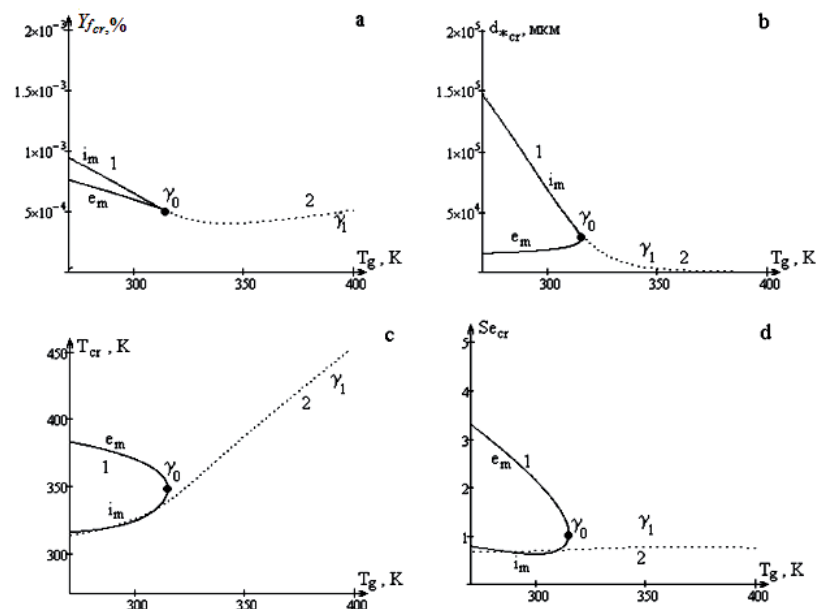 Y_fcr,%
a
2×10⁻³
1.5×10⁻³
1×10⁻³
5×10⁻⁴
i_m
1
e_m
γ₀
2
γ₁
T_g , K
300
350
400
d_*cr, мкм
b
2×10⁵
1.5×10⁵
1×10⁵
5×10⁴
1
i_m
γ₀
e_m
γ₁
2
T_g , K
300
350
400
T_cr , K
c
450
400
350
300
e_m
1
γ₀
i_m
2
γ₁
T_g , K
300
350
400
Se_cr
d
5
4
3
2
1
e_m
1
γ₀
i_m
γ₁
2
T_g , K
300
350
400